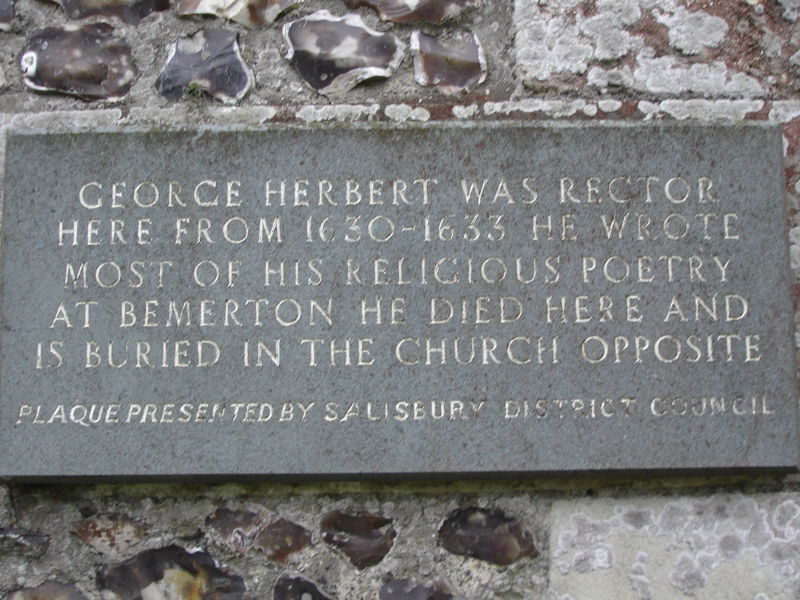 GEORGE HERBERT WAS RECTOR
HERE FROM 1630-1633 HE WROTE
MOST OF HIS RELIGIOUS POETRY
AT BEMERTON HE DIED HERE AND
IS BURIED IN THE CHURCH OPPOSITE
PLAQUE PRESENTED BY SALISBURY DISTRICT COUNCIL